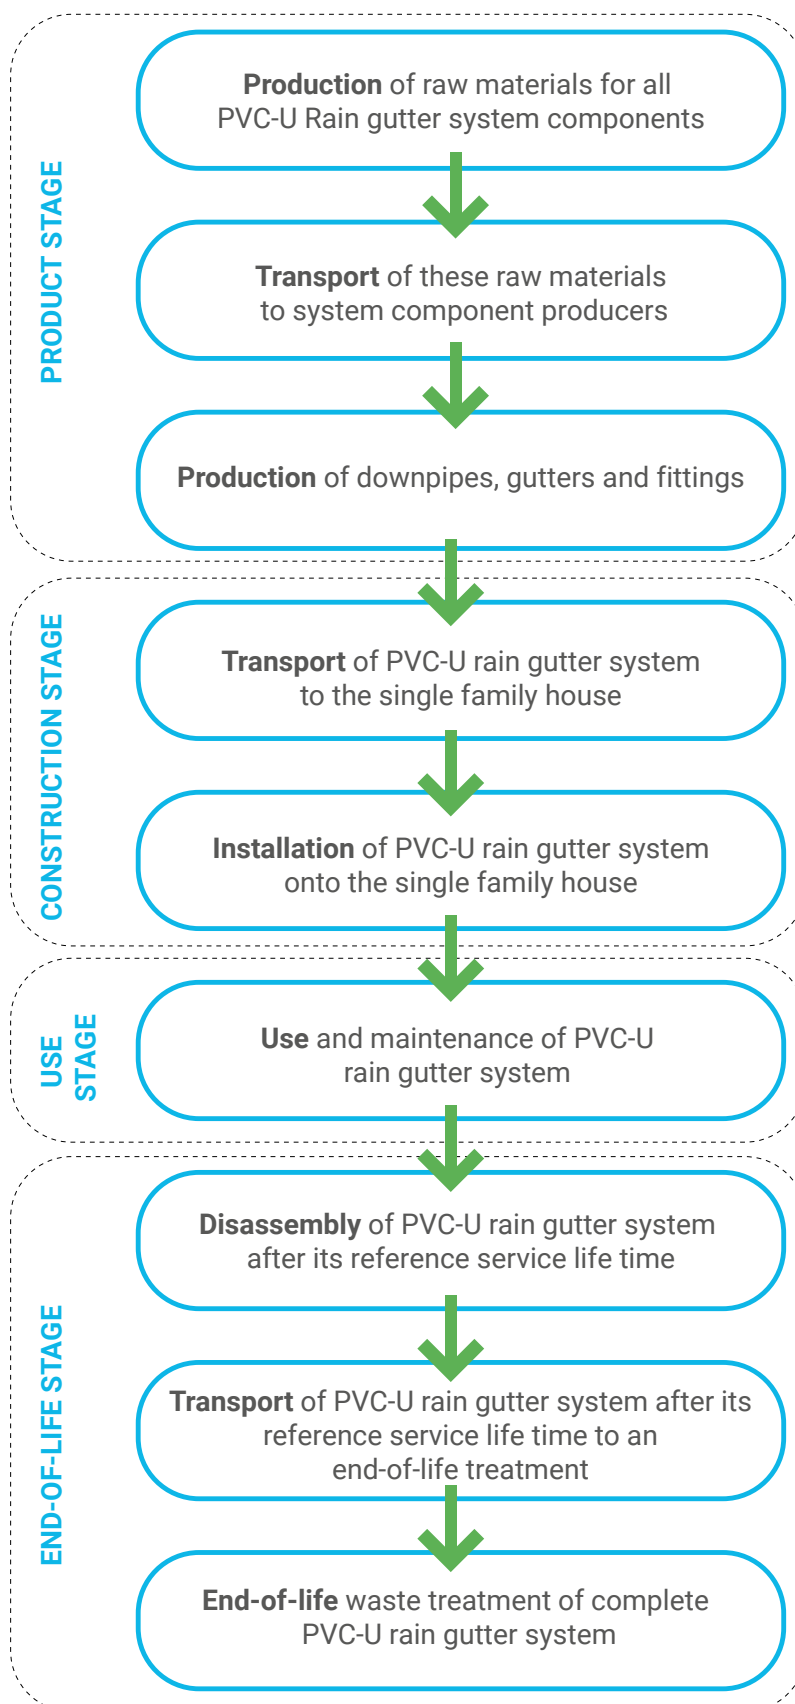 PRODUCT STAGE
Production of raw materials for all
PVC-U Rain gutter system components
Transport of these raw materials
to system component producers
Production of downpipes, gutters and fittings
CONSTRUCTION STAGE
Transport of PVC-U rain gutter system
to the single family house
Installation of PVC-U rain gutter system
onto the single family house
USE
STAGE
Use and maintenance of PVC-U
rain gutter system
END-OF-LIFE STAGE
Disassembly of PVC-U rain gutter system
after its reference service life time
Transport of PVC-U rain gutter system after its
reference service life time to an
end-of-life treatment
End-of-life waste treatment of complete
PVC-U rain gutter system